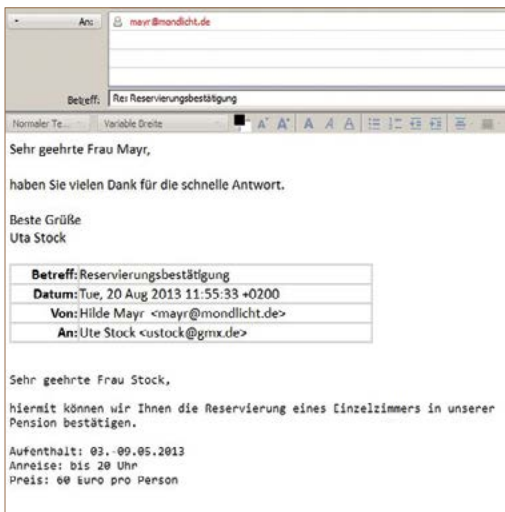 An: mayr@mondlicht.de
Betreff: Re: Reservierungsbestätigung
Normaler Te... Variable Breite
Sehr geehrte Frau Mayr,
haben Sie vielen Dank für die schnelle Antwort.
Beste Grüße
Uta Stock
Betreff: Reservierungsbestätigung
Datum: Tue, 20 Aug 2013 11:55:33 +0200
Von: Hilde Mayr <mayr@mondlicht.de>
An: Ute Stock <ustock@gmx.de>
Sehr geehrte Frau Stock,
hiermit können wir Ihnen die Reservierung eines Einzelzimmers in unserer
Pension bestätigen.
Aufenthalt: 03.-09.05.2013
Anreise: bis 20 Uhr
Preis: 60 Euro pro Person